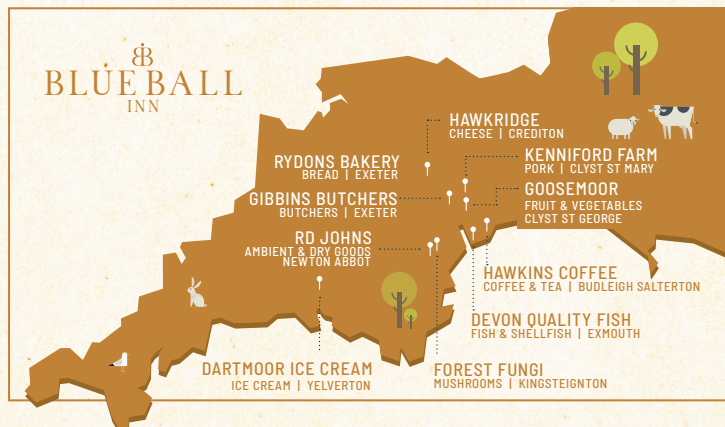 BB
BLUE BALL
INN
HAWKRIDGE
CHEESE | CREDITON
RYDONS BAKERY
BREAD | EXETER
KENNIFORD FARM
PORK | CLYST ST MARY
GIBBINS BUTCHERS
BUTCHERS | EXETER
GOOSEMOOR
FRUIT & VEGETABLES
CLYST ST GEORGE
RD JOHNS
AMBIENT & DRY GOODS
NEWTON ABBOT
HAWKINS COFFEE
COFFEE & TEA | BUDLEIGH SALTERTON
DEVON QUALITY FISH
FISH & SHELLFISH | EXMOUTH
DARTMOOR ICE CREAM
ICE CREAM | YELVERTON
FOREST FUNGI
MUSHROOMS | KINGSTEIGNTON